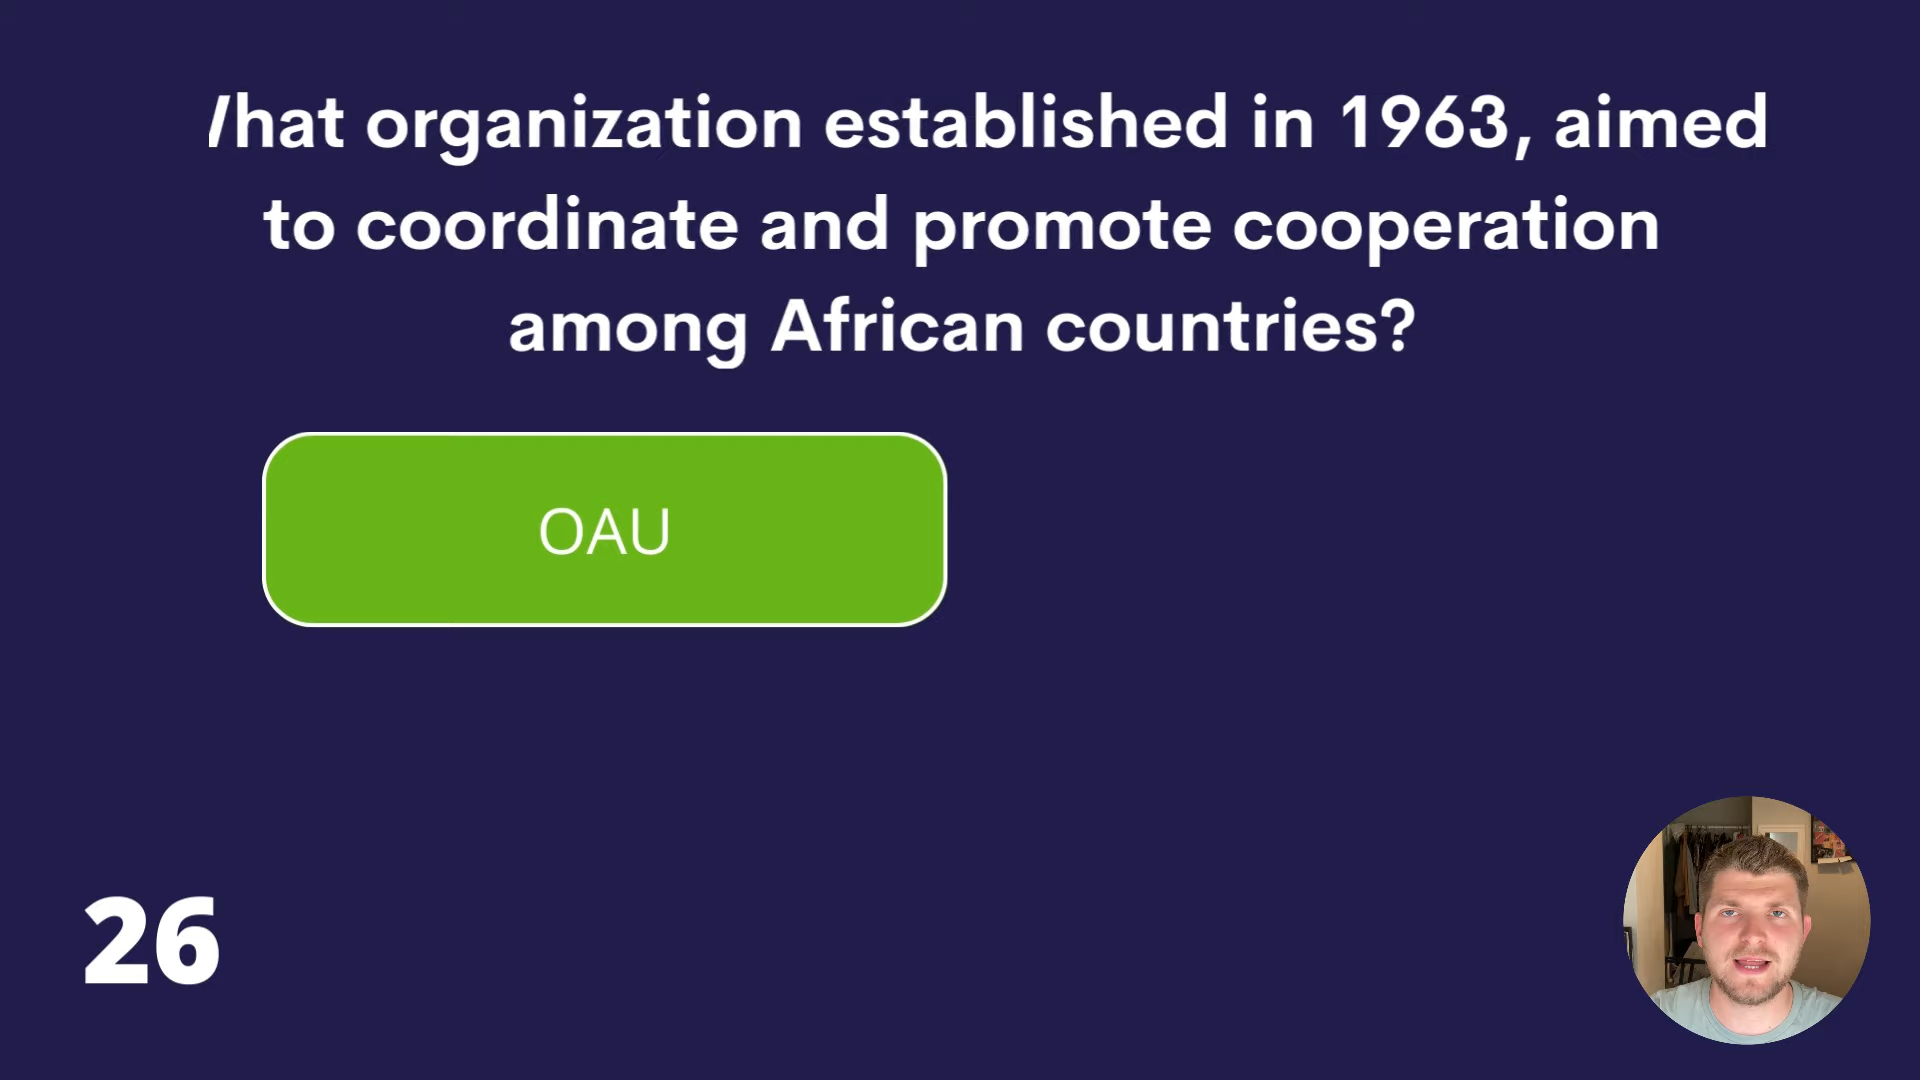 hat organization established in 1963, aimed
to coordinate and promote cooperation
among African countries?
OAU
26